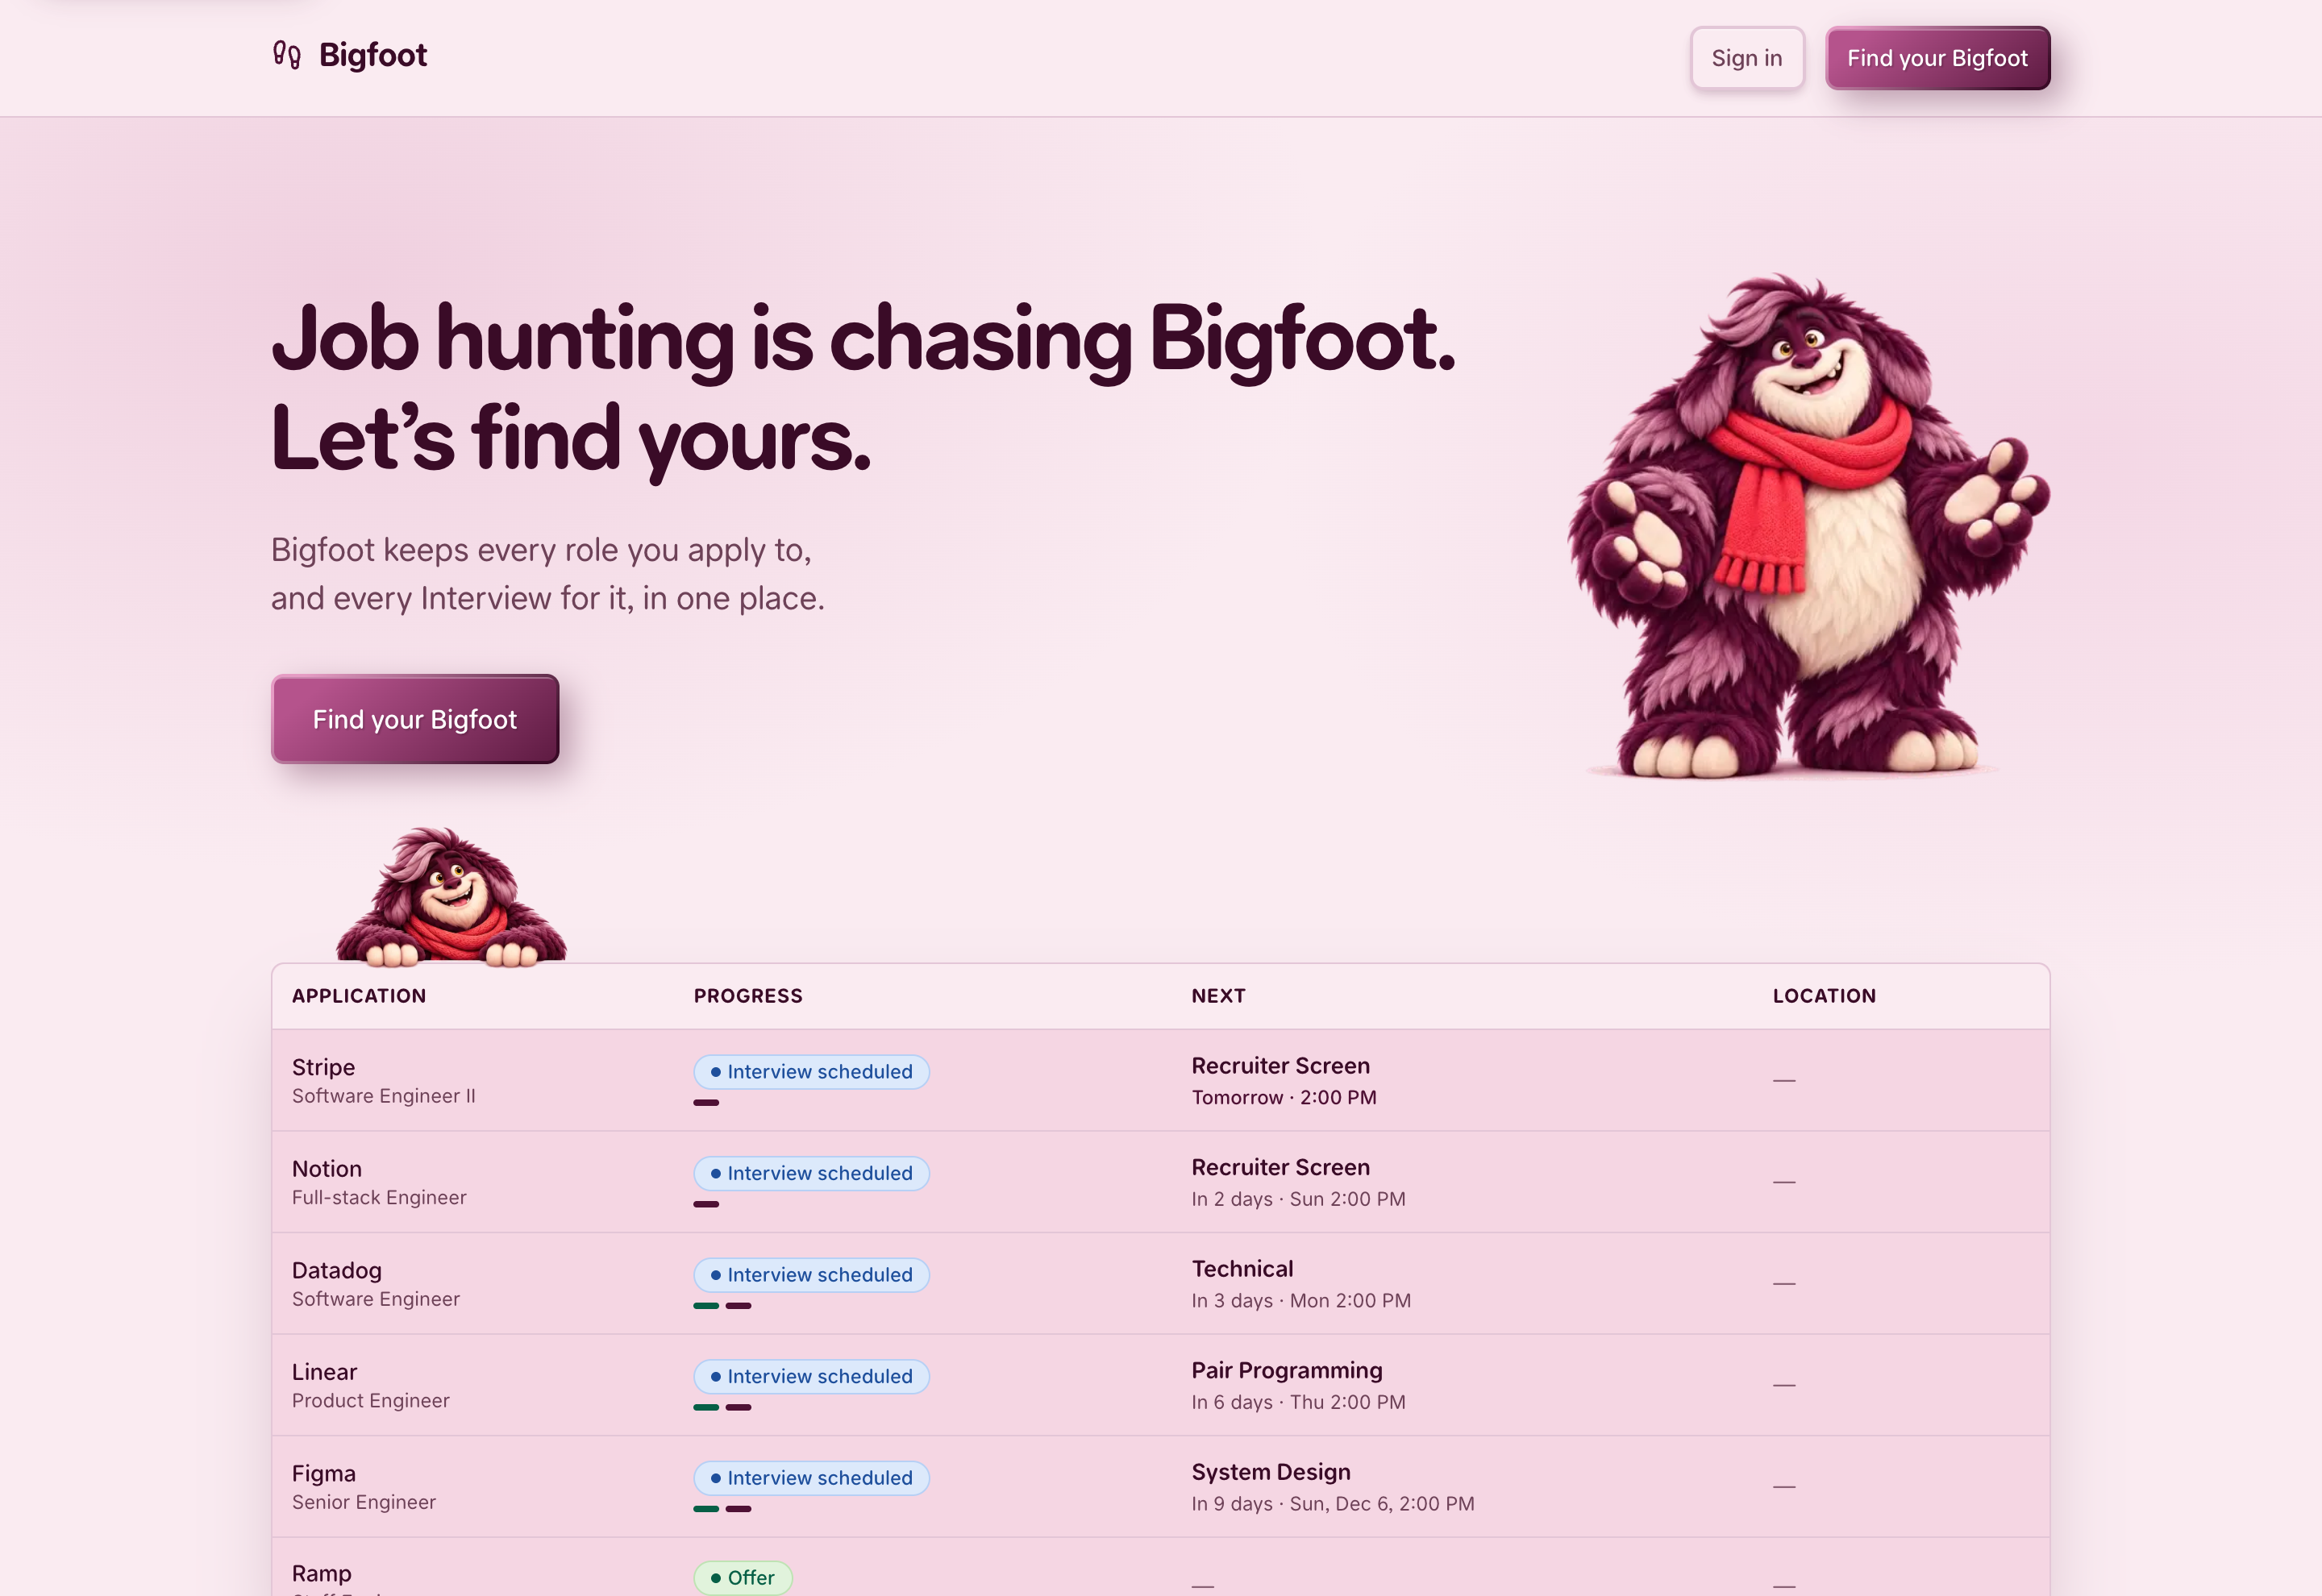 Bigfoot
Sign in
Find your Bigfoot
Job hunting is chasing Bigfoot.
Let’s find yours.
Bigfoot keeps every role you apply to,
and every Interview for it, in one place.
Find your Bigfoot
APPLICATION PROGRESS NEXT LOCATION
Stripe
Software Engineer II
Interview scheduled
Recruiter Screen
Tomorrow · 2:00 PM
—
Notion
Full-stack Engineer
Interview scheduled
Recruiter Screen
In 2 days · Sun 2:00 PM
—
Datadog
Software Engineer
Interview scheduled
Technical
In 3 days · Mon 2:00 PM
—
Linear
Product Engineer
Interview scheduled
Pair Programming
In 6 days · Thu 2:00 PM
—
Figma
Senior Engineer
Interview scheduled
System Design
In 9 days · Sun, Dec 6, 2:00 PM
—
Ramp
Offer
—
—